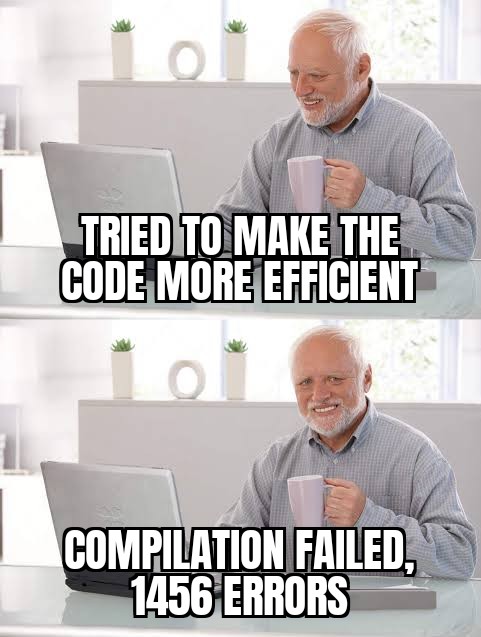 TRIED TO MAKE THE
CODE MORE EFFICIENT
COMPILATION FAILED,
1456 ERRORS